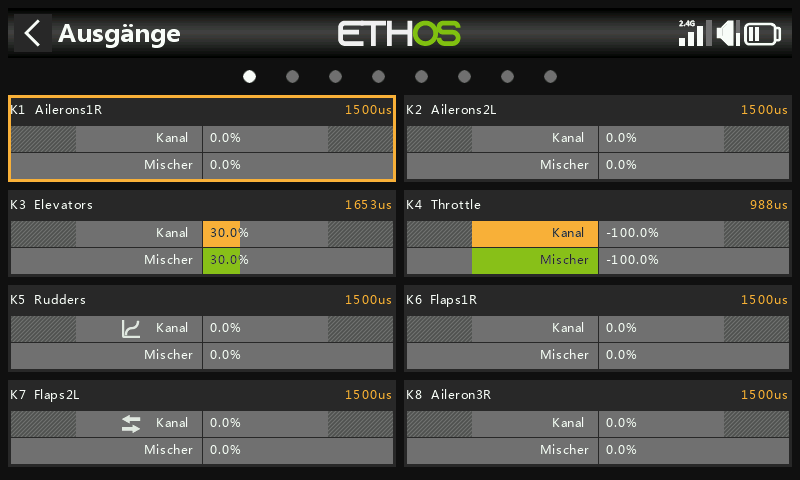 Ausgänge ETHOS 2.4G
K1 Ailerons1R 1500us
Kanal 0.0%
Mischer 0.0%
K2 Ailerons2L 1500us
Kanal 0.0%
Mischer 0.0%
K3 Elevators 1653us
Kanal 30.0%
Mischer 30.0%
K4 Throttle 988us
Kanal -100.0%
Mischer -100.0%
K5 Rudders 1500us
Kanal 0.0%
Mischer 0.0%
K6 Flaps1R 1500us
Kanal 0.0%
Mischer 0.0%
K7 Flaps2L 1500us
Kanal 0.0%
Mischer 0.0%
K8 Aileron3R 1500us
Kanal 0.0%
Mischer 0.0%